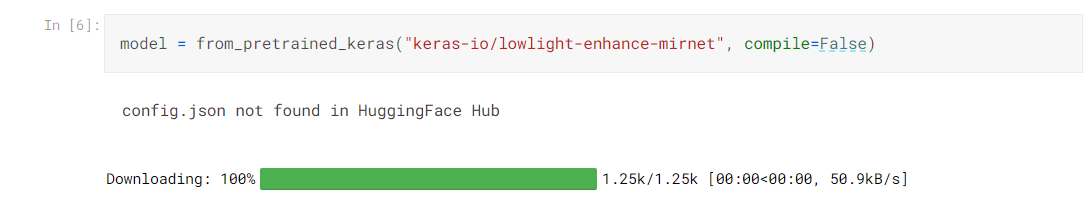 In [6]:
model = from_pretrained_keras("keras-io/lowlight-enhance-mirnet", compile=False)
config.json not found in HuggingFace Hub
Downloading: 100% 1.25k/1.25k [00:00<00:00, 50.9kB/s]